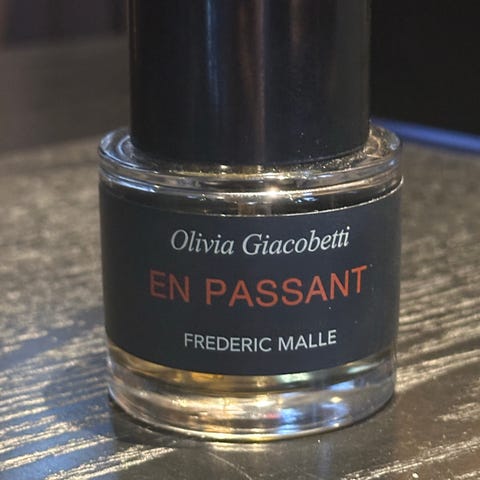 Olivia Giacobetti
EN PASSANT
FREDERIC MALLE